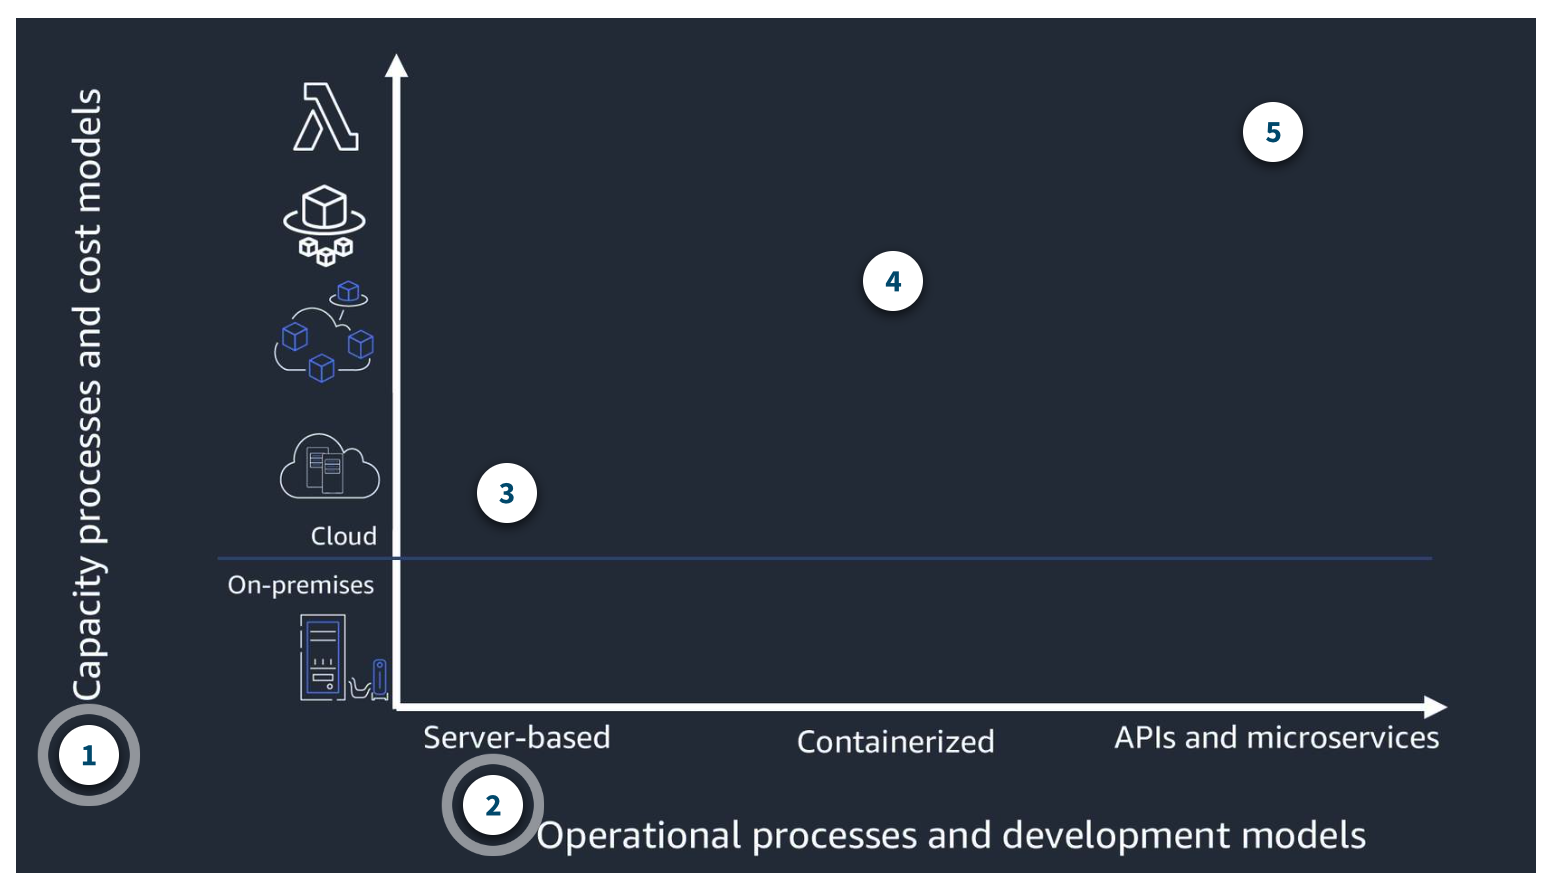 Capacity processes and cost models
5
4
3
Cloud
On-premises
Server-based
Containerized
APIs and microservices
1
2
Operational processes and development models